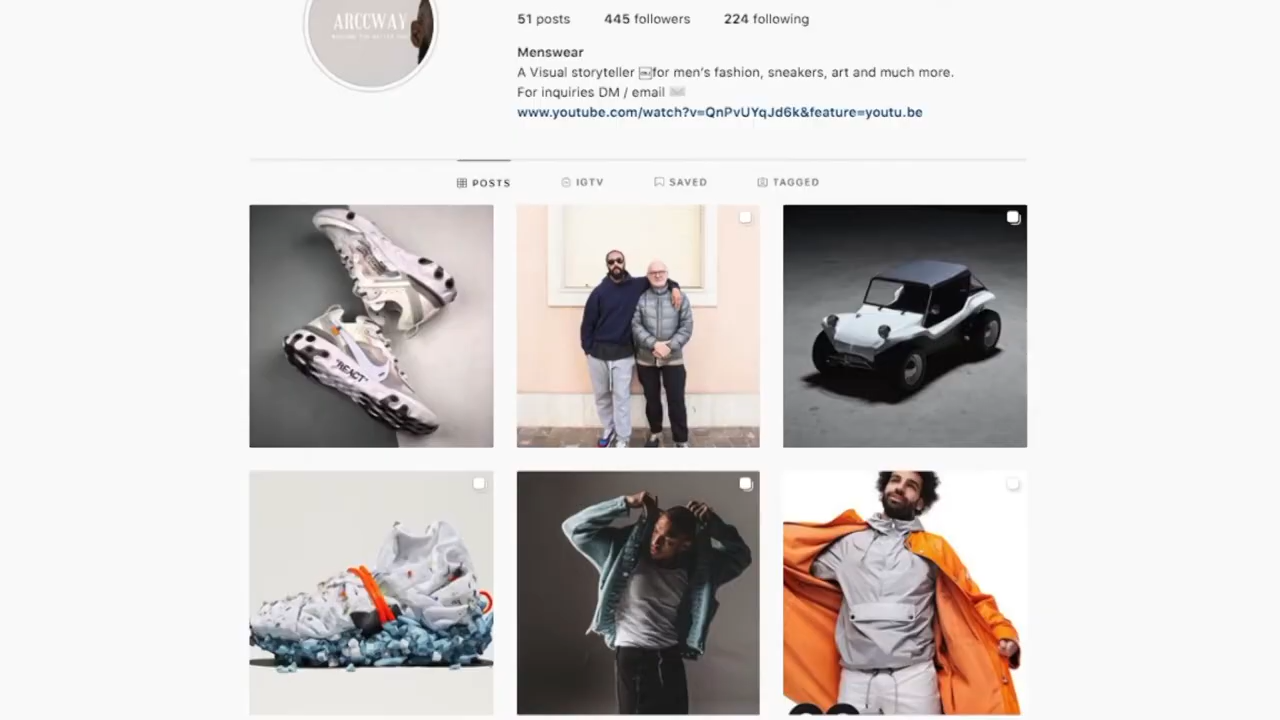 ARCCWAY
51 posts 445 followers 224 following
Menswear
A Visual storyteller for men's fashion, sneakers, art and much more.
For inquiries DM / email
www.youtube.com/watch?v=QnPvUYqJd6k&feature=youtu.be
POSTS IGTV SAVED TAGGED
"REACT"